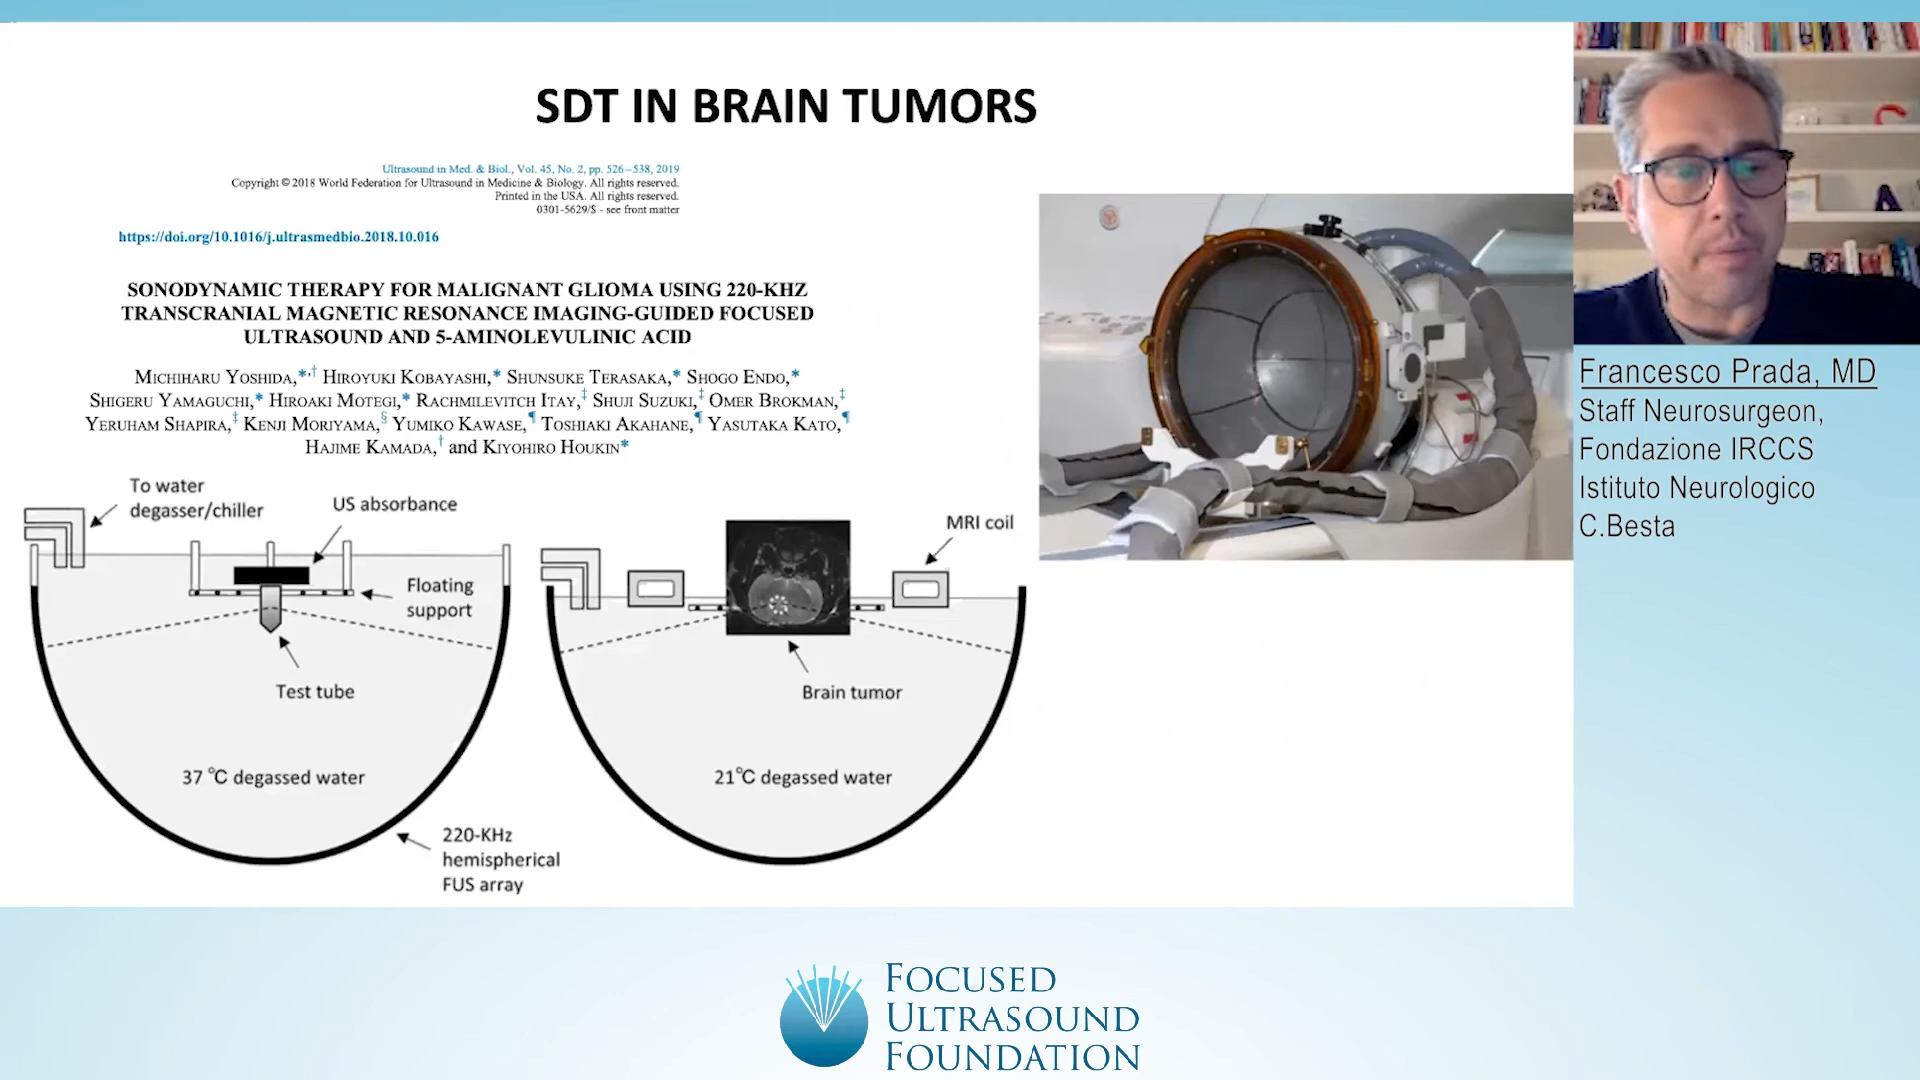 SDT IN BRAIN TUMORS
Ultrasound in Med. & Biol., Vol. 45, No. 2, pp. 526–538, 2019
Copyright © 2018 World Federation for Ultrasound in Medicine & Biology. All rights reserved.
Printed in the USA. All rights reserved.
0301-5629/$ - see front matter
https://doi.org/10.1016/j.ultrasmedbio.2018.10.016
SONODYNAMIC THERAPY FOR MALIGNANT GLIOMA USING 220-KHZ
TRANSCRANIAL MAGNETIC RESONANCE IMAGING-GUIDED FOCUSED
ULTRASOUND AND 5-AMINOLEVULINIC ACID
MICHIHARU YOSHIDA,*,† HIROYUKI KOBAYASHI,* SHUNSUKE TERASAKA,* SHOGO ENDO,*
SHIGERU YAMAGUCHI,* HIROAKI MOTEGI,* RACHMILEVITCH ITAY,‡ SHUJI SUZUKI,‡ OMER BROKMAN,‡
YERUHAM SHAPIRA,‡ KENJI MORIYAMA,§ YUMIKO KAWASE,¶ TOSHIAKI AKAHANE,¶ YASUTAKA KATO,¶
HAJIME KAMADA,† and KIYOHIRO HOUKIN*
To water
degasser/chiller
US absorbance
Floating
support
Test tube
37 °C degassed water
220-KHz
hemispherical
FUS array
MRI coil
Brain tumor
21°C degassed water
Francesco Prada, MD
Staff Neurosurgeon,
Fondazione IRCCS
Istituto Neurologico
C.Besta
FOCUSED
ULTRASOUND
FOUNDATION